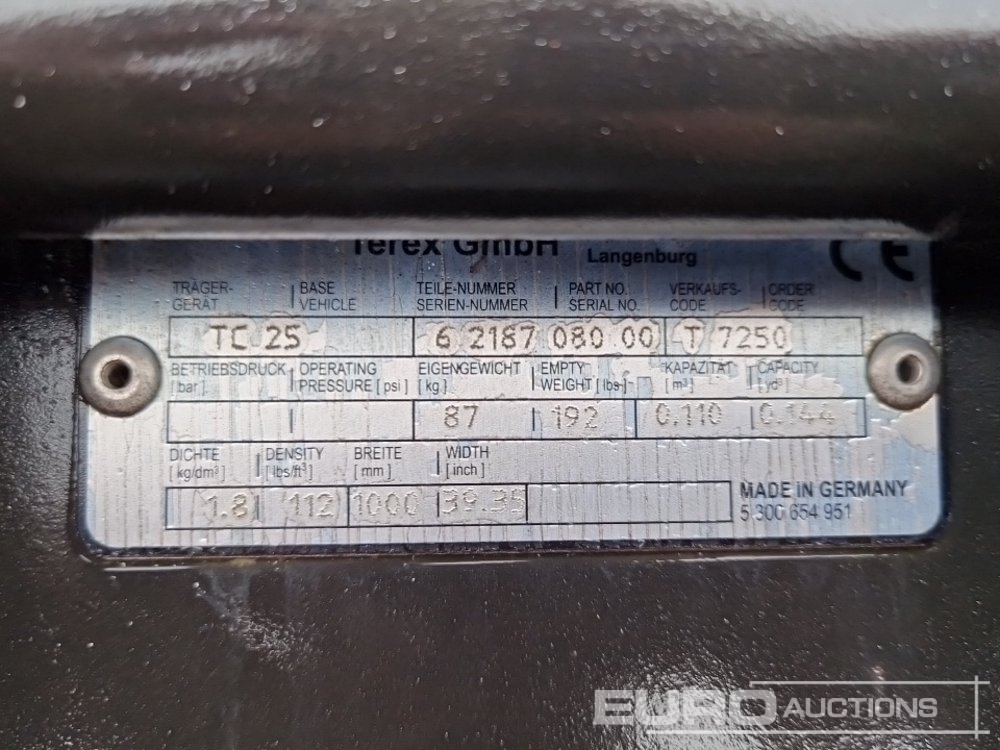 Terex GmbH Langenburg CE
TRÄGER- BASE TEILE-NUMMER PART NO. VERKAUFS- ORDER
GERÄT VEHICLE SERIEN-NUMMER SERIAL NO. CODE CODE
TC 25 6 2187 080 00 T 7250
BETRIEBSDRUCK OPERATING EIGENGEWICHT EMPTY KAPAZITÄT CAPACITY
[bar] PRESSURE [psi] [kg] WEIGHT [lbs] [m³] [yd³]
87 192 0.110 0.144
DICHTE DENSITY BREITE WIDTH
[kg/dm³] [lbs/ft³] [mm] [inch]
1.8 112 1000 39.35
MADE IN GERMANY
5 300 654 951
EURO AUCTIONS